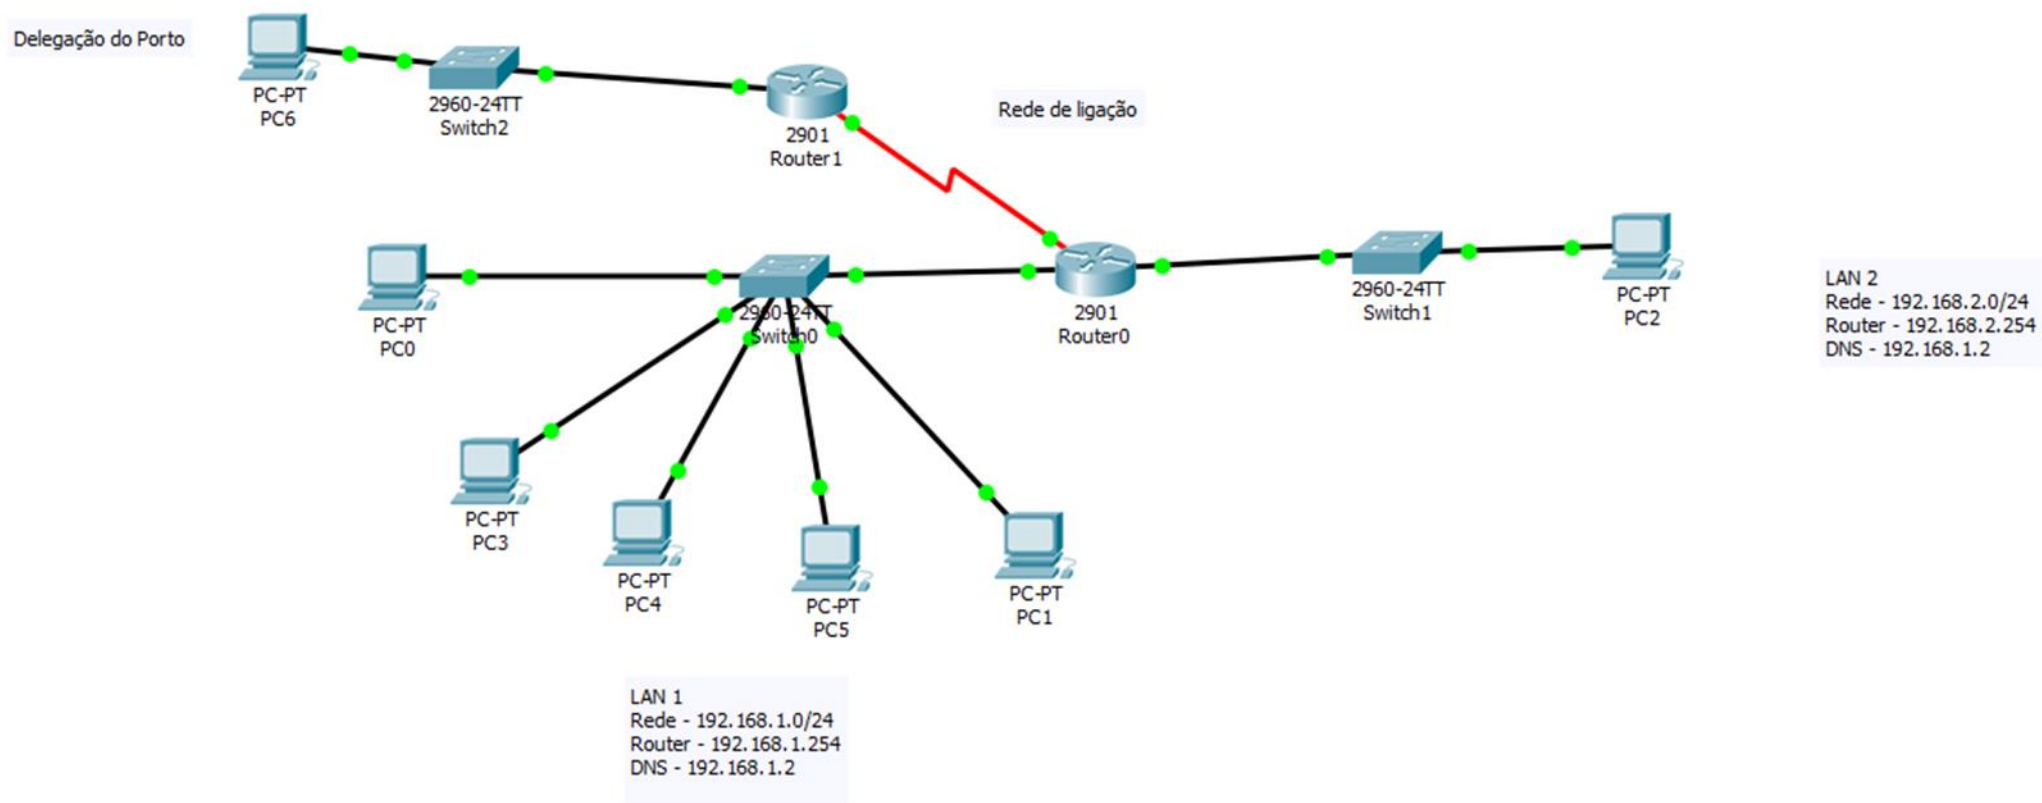 Delegação do Porto
PC-PT
PC6
2960-24TT
Switch2
2901
Router1
Rede de ligação
PC-PT
PC0
2960-24TT
Switch0
2901
Router0
2960-24TT
Switch1
PC-PT
PC2
LAN 2
Rede - 192.168.2.0/24
Router - 192.168.2.254
DNS - 192.168.1.2
PC-PT
PC3
PC-PT
PC4
PC-PT
PC5
PC-PT
PC1
LAN 1
Rede - 192.168.1.0/24
Router - 192.168.1.254
DNS - 192.168.1.2